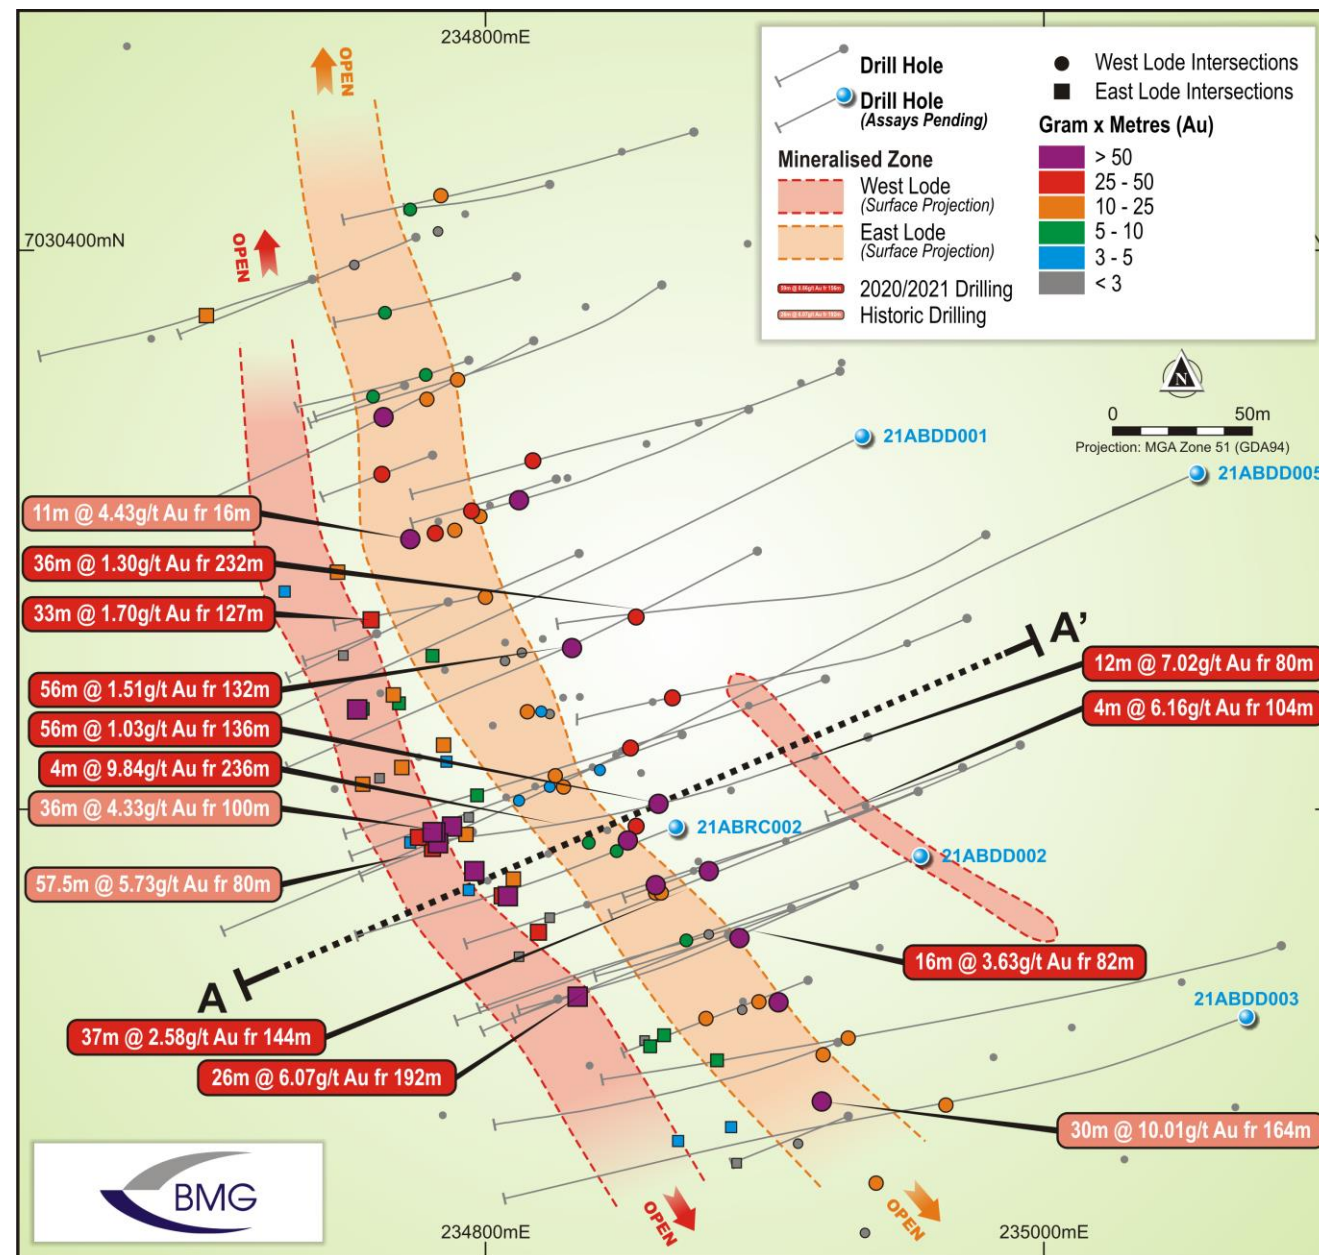 234800mE
OPEN
7030400mN
OPEN
Drill Hole
Drill Hole
(Assays Pending)
Mineralised Zone
West Lode
(Surface Projection)
East Lode
(Surface Projection)
2020/2021 Drilling
Historic Drilling
West Lode Intersections
East Lode Intersections
Gram x Metres (Au)
> 50
25 - 50
10 - 25
5 - 10
3 - 5
< 3
N
0 50m
Projection: MGA Zone 51 (GDA94)
21ABDD001
21ABDD005
11m @ 4.43g/t Au fr 16m
36m @ 1.30g/t Au fr 232m
33m @ 1.70g/t Au fr 127m
A'
12m @ 7.02g/t Au fr 80m
56m @ 1.51g/t Au fr 132m
4m @ 6.16g/t Au fr 104m
56m @ 1.03g/t Au fr 136m
4m @ 9.84g/t Au fr 236m
36m @ 4.33g/t Au fr 100m
21ABRC002
21ABDD002
57.5m @ 5.73g/t Au fr 80m
16m @ 3.63g/t Au fr 82m
A
21ABDD003
37m @ 2.58g/t Au fr 144m
26m @ 6.07g/t Au fr 192m
30m @ 10.01g/t Au fr 164m
BMG
OPEN
OPEN
234800mE
235000mE